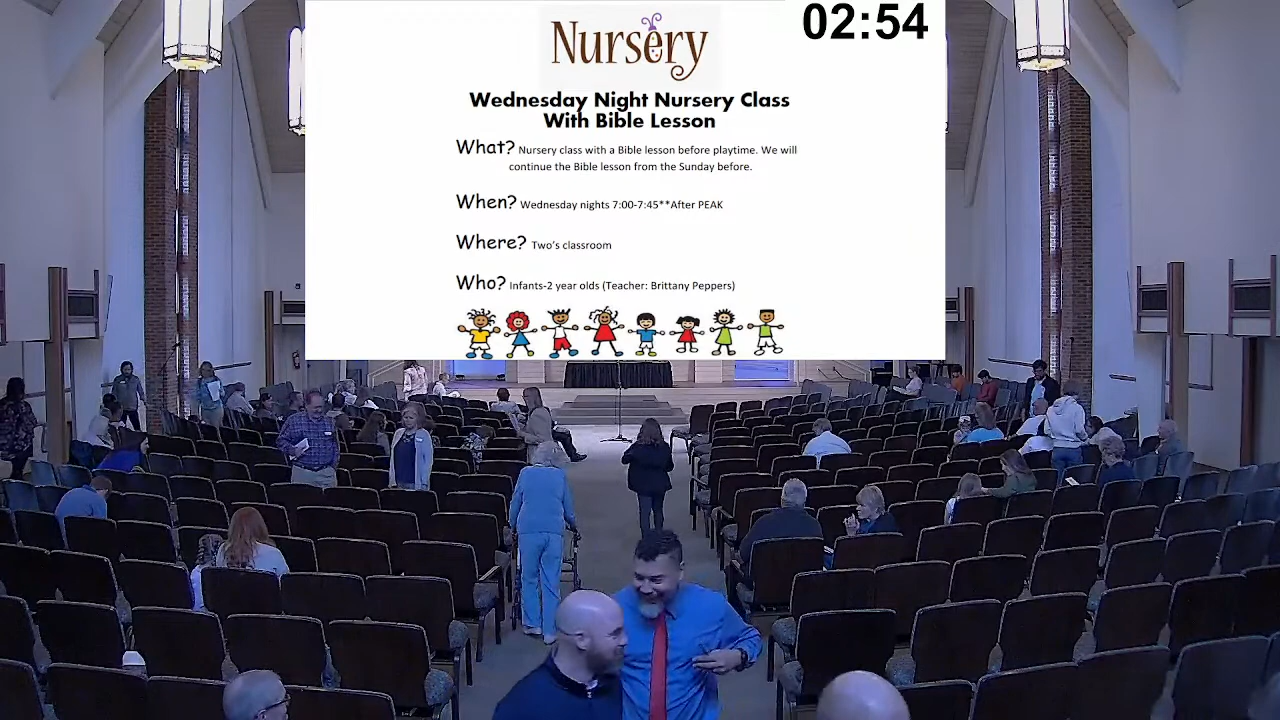 02:54
Nursery
Wednesday Night Nursery Class
With Bible Lesson
What? Nursery class with a Bible lesson before playtime. We will
continue the Bible lesson from the Sunday before.
When? Wednesday nights 7:00-7:45**After PEAK
Where? Two's classroom
Who? Infants-2 year olds (Teacher: Brittany Peppers)